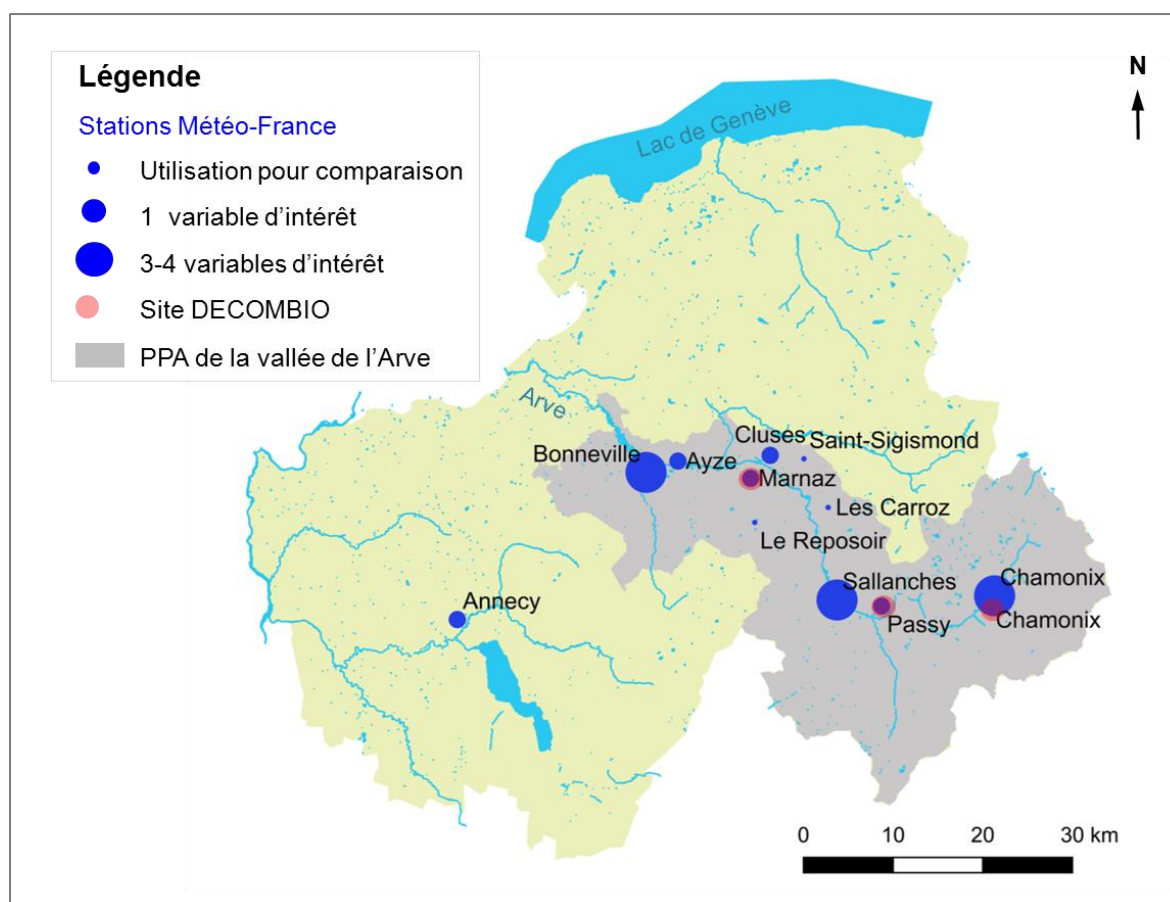 Légende
Stations Météo-France
Utilisation pour comparaison
1 variable d'intérêt
3-4 variables d'intérêt
Site DECOMBIO
PPA de la vallée de l'Arve
N
Lac de Genève
Arve
Cluses
Saint-Sigismond
Bonneville
Ayze
Marnaz
Les Carroz
Le Reposoir
Sallanches
Chamonix
Annecy
Passy
Chamonix
0 10 20 30 km